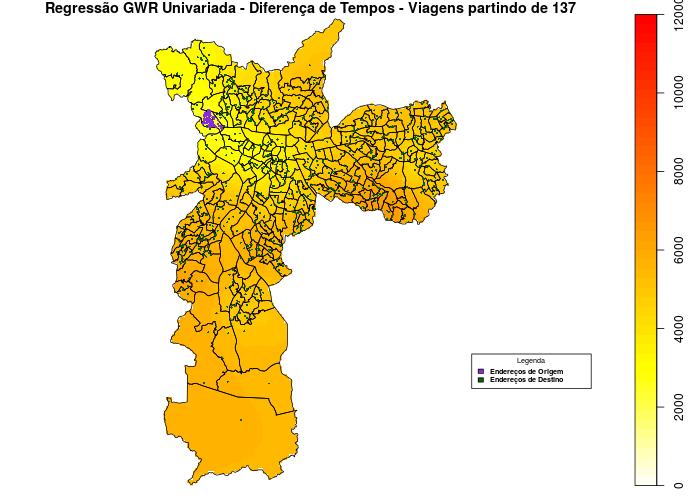 Regressão GWR Univariada - Diferença de Tempos - Viagens partindo de 137
12000
10000
8000
6000
4000
2000
0
Legenda
Endereços de Origem
Endereços de Destino